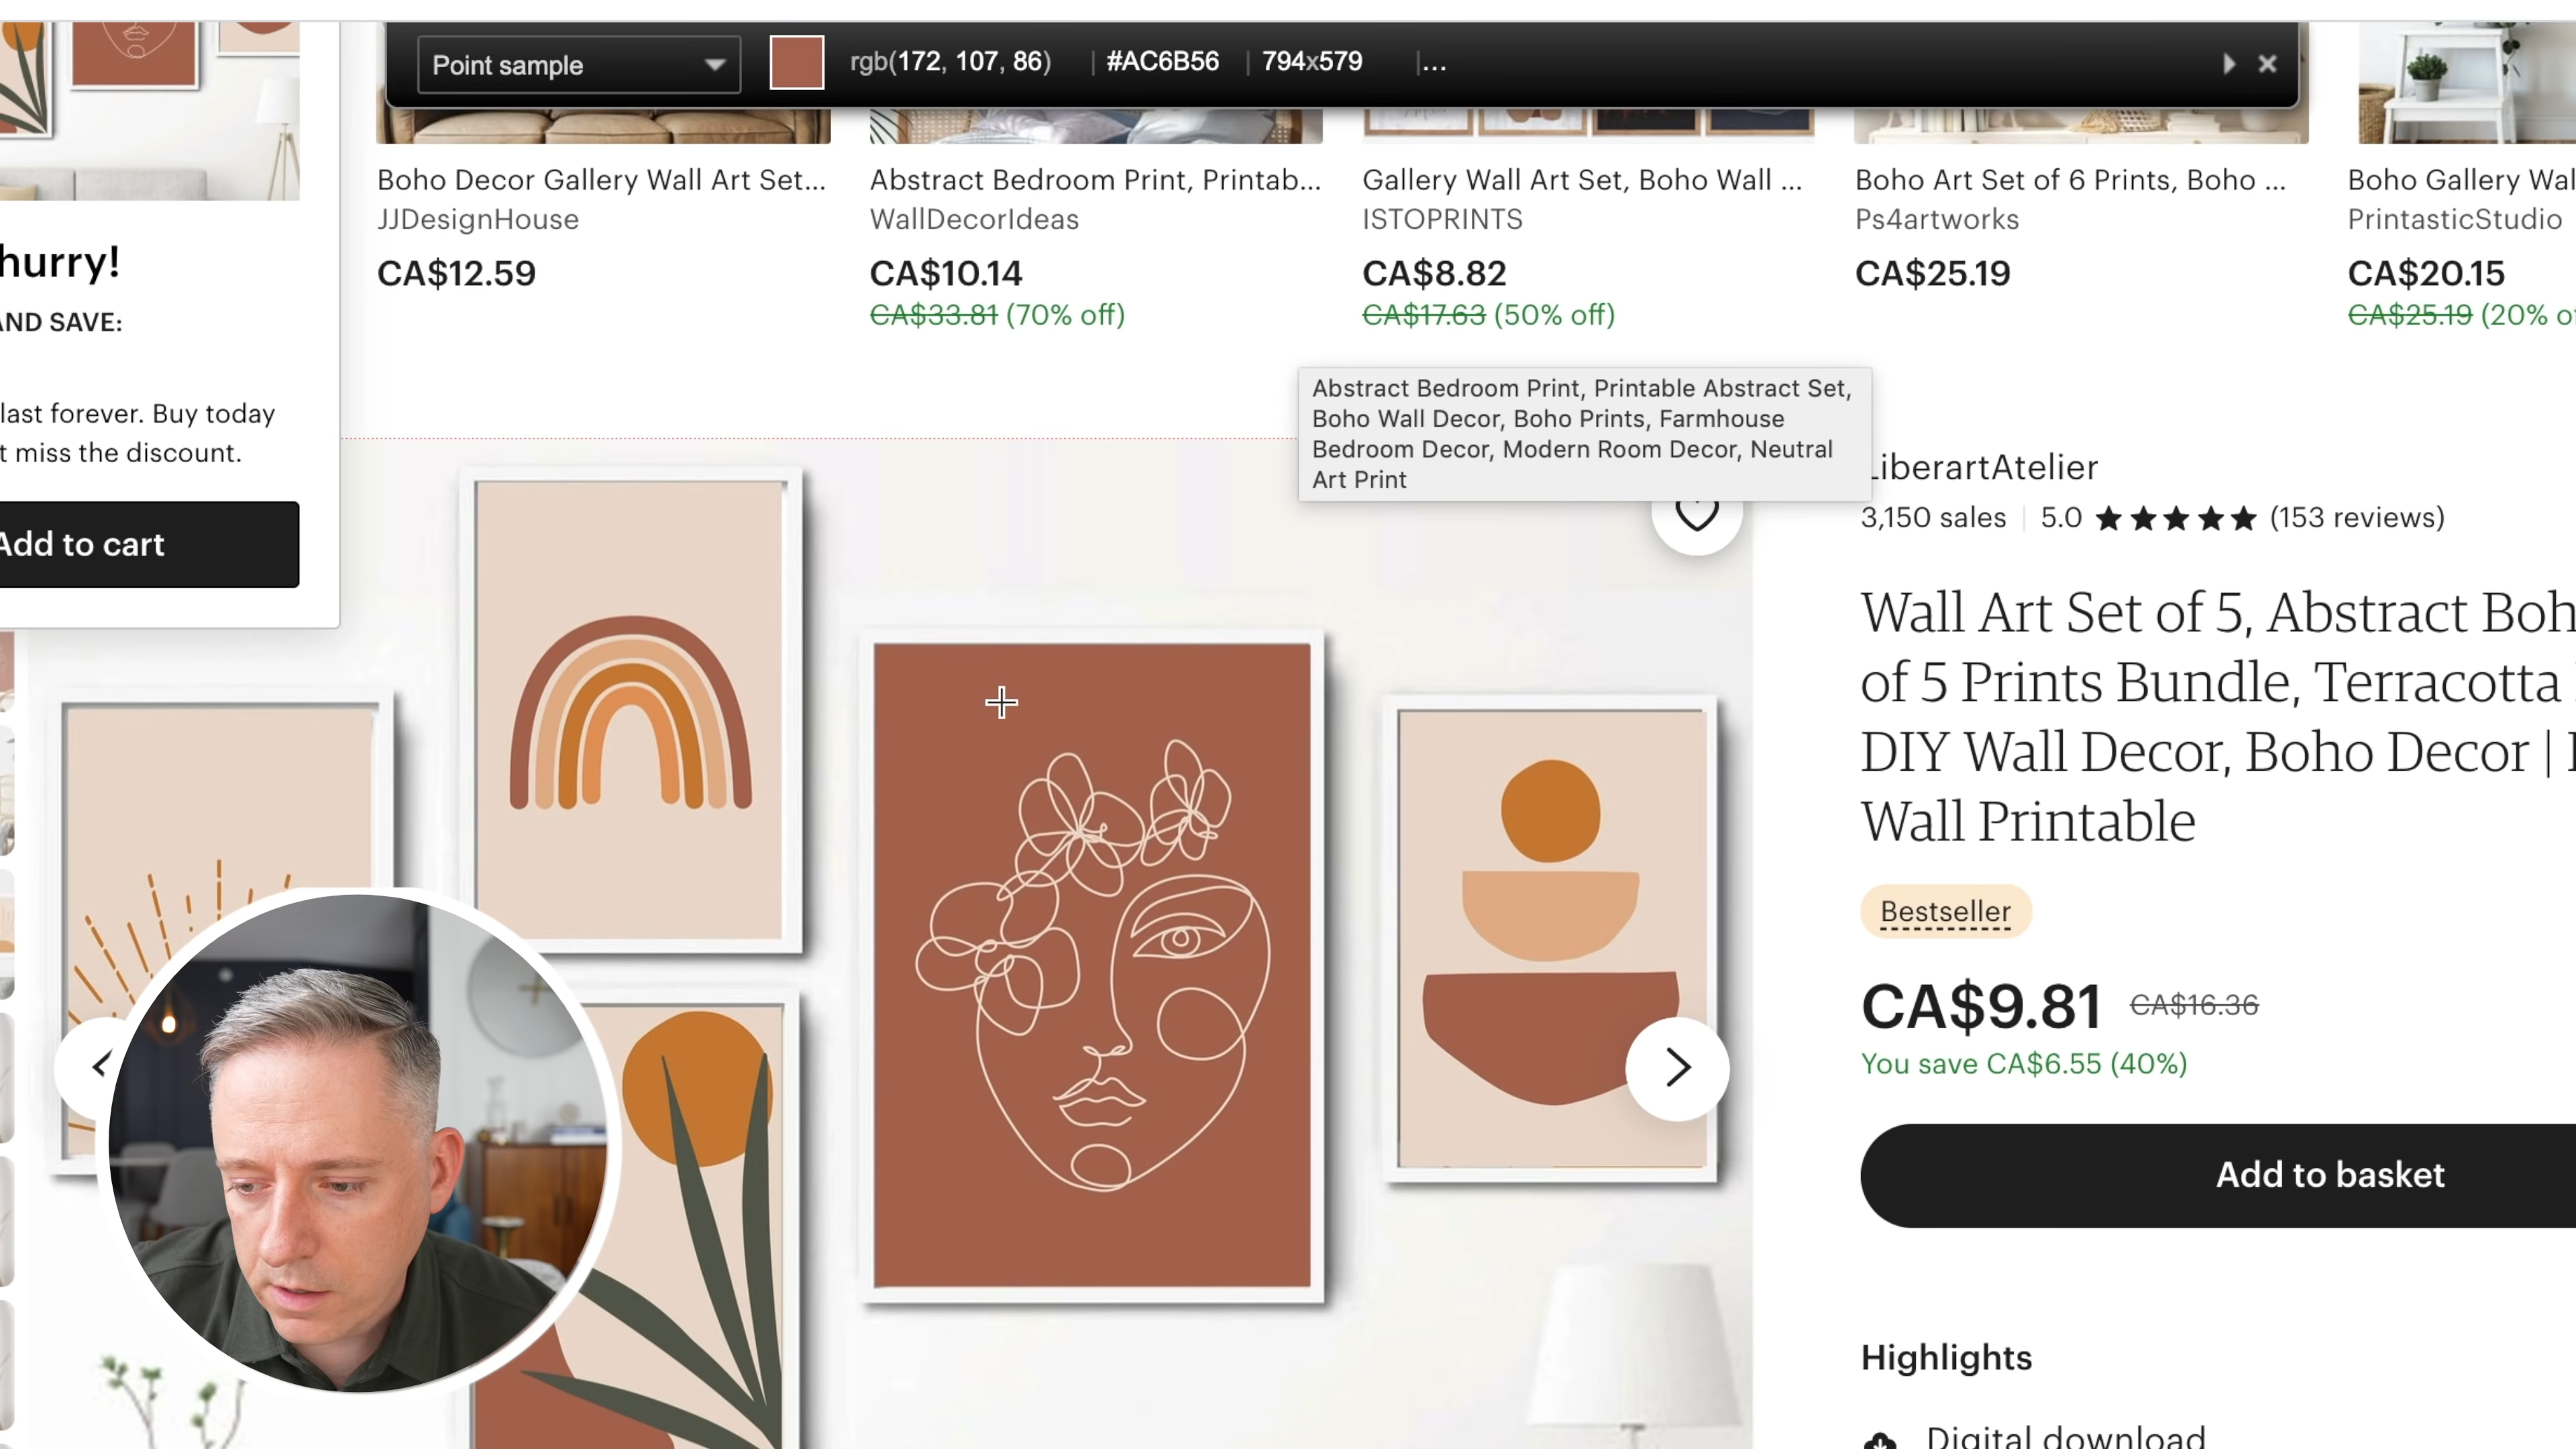 Point sample
rgb(172, 107, 86) | #AC6B56 | 794x579 |...
Boho Decor Gallery Wall Art Set...
JJDesignHouse
CA$12.59
Abstract Bedroom Print, Printab...
WallDecorIdeas
CA$10.14
CA$33.81 (70% off)
Gallery Wall Art Set, Boho Wall ...
ISTOPRINTS
CA$8.82
CA$17.63 (50% off)
Boho Art Set of 6 Prints, Boho ...
Ps4artworks
CA$25.19
Boho Gallery Wal
PrintasticStudio
CA$20.15
CA$25.19 (20% o
hurry!
AND SAVE:
last forever. Buy today
t miss the discount.
Add to cart
Abstract Bedroom Print, Printable Abstract Set,
Boho Wall Decor, Boho Prints, Farmhouse
Bedroom Decor, Modern Room Decor, Neutral
Art Print
LiberartAtelier
3,150 sales | 5.0 ★★★★★ (153 reviews)
Wall Art Set of 5, Abstract Boh
of 5 Prints Bundle, Terracotta
DIY Wall Decor, Boho Decor |
Wall Printable
Bestseller
CA$9.81 CA$16.36
You save CA$6.55 (40%)
Add to basket
Highlights
Digital download